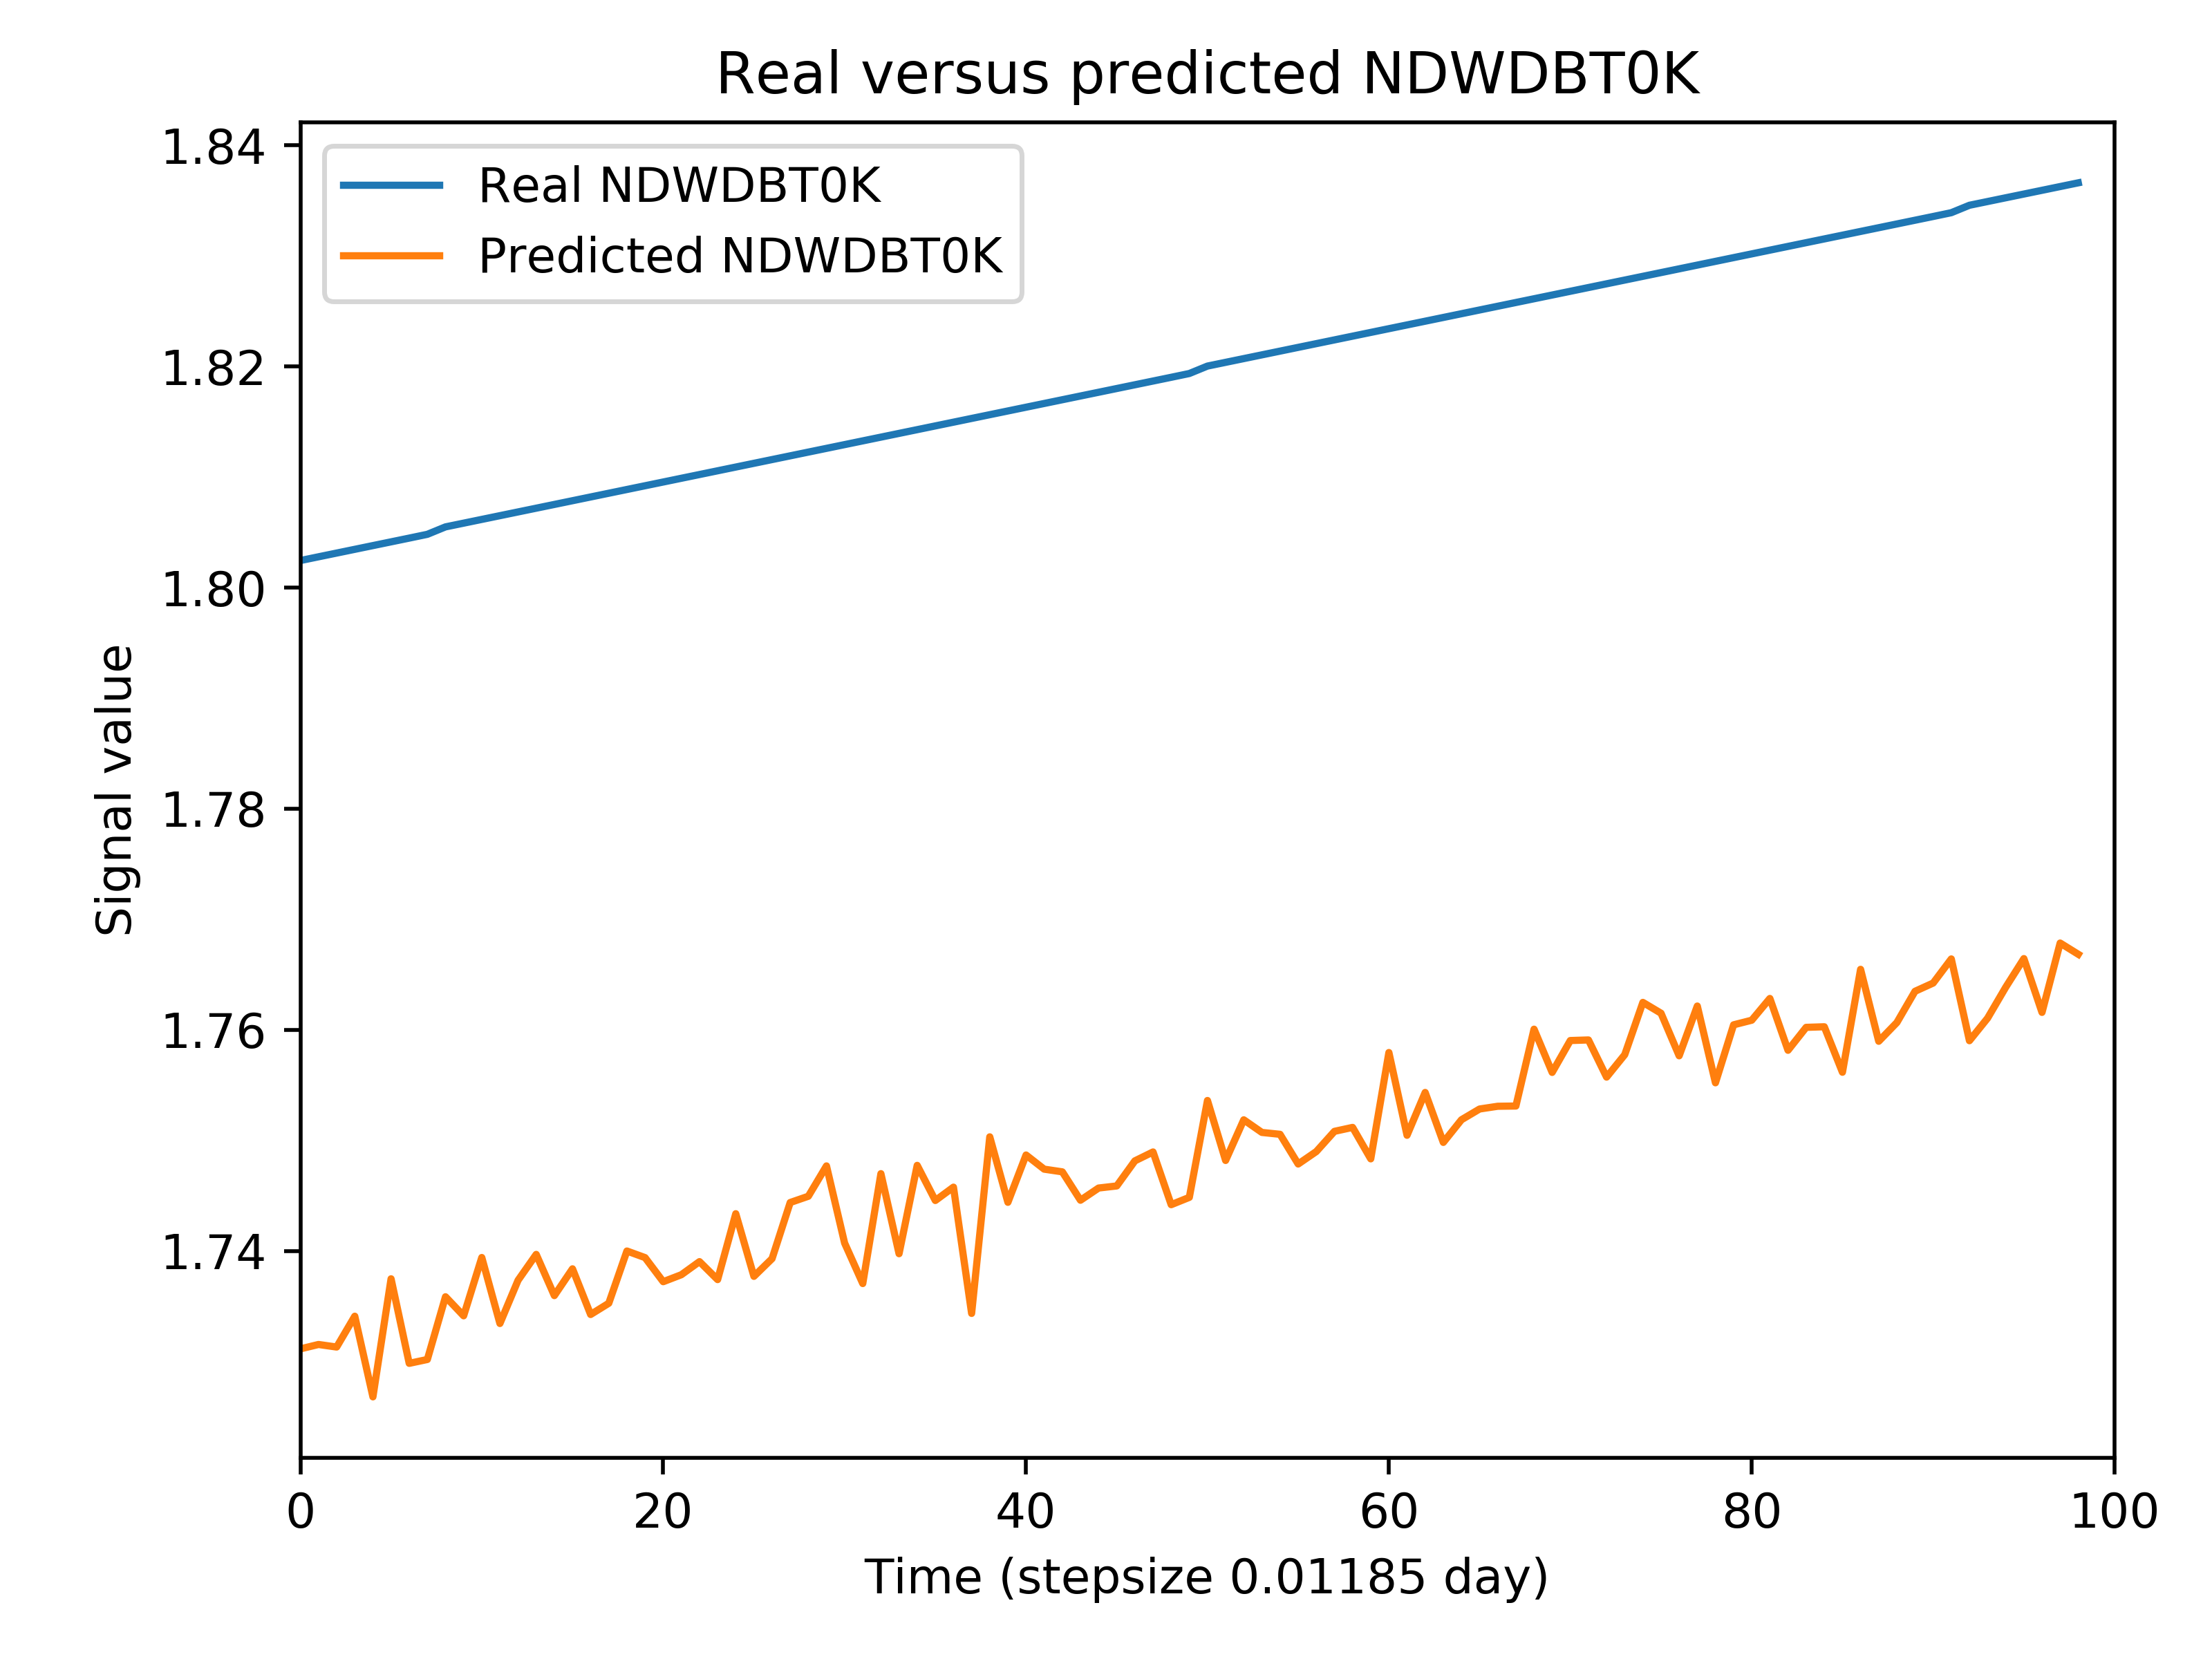 Real versus predicted NDWDBT0K
Real NDWDBT0K
Predicted NDWDBT0K
1.84
1.82
1.80
1.78
1.76
1.74
Signal value
0 20 40 60 80 100
Time (stepsize 0.01185 day)